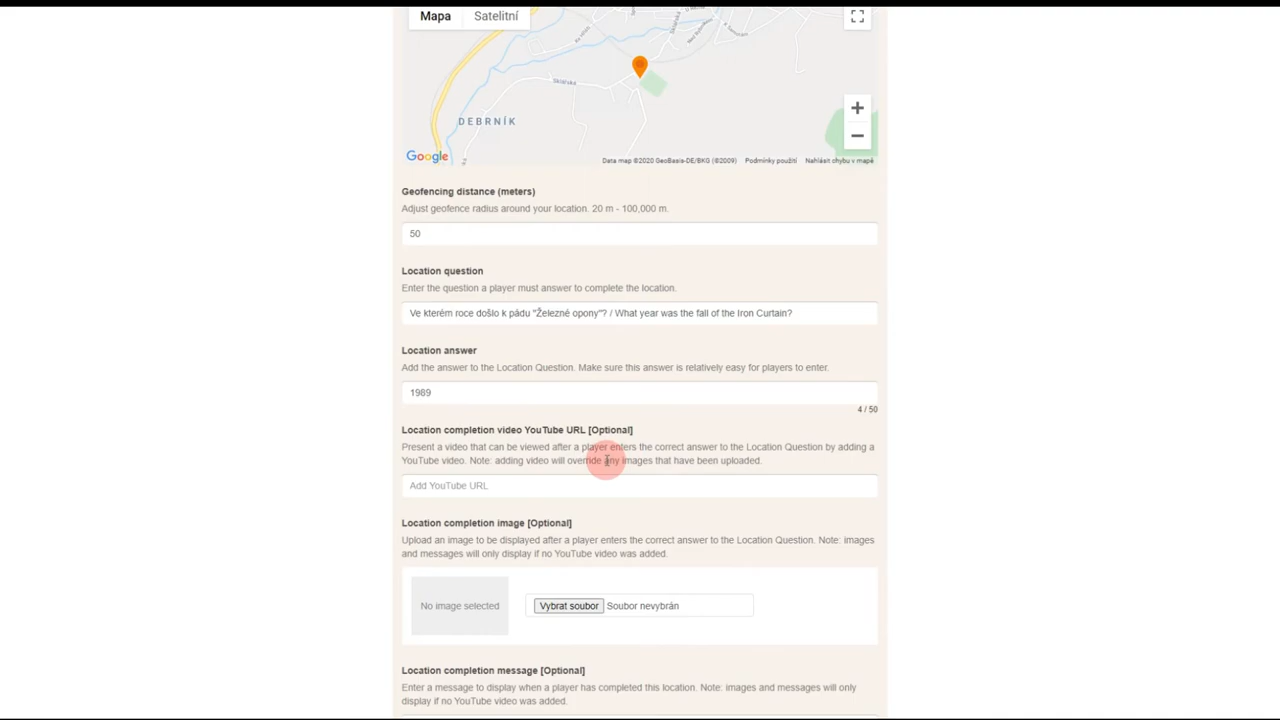 Mapa
Satelitní
Sklářská
DEBRNÍK
Google
Data map ©2020 GeoBasis-DE/BKG (©2009)
Podmínky použití
Nahlásit chybu v mapě
Geofencing distance (meters)
Adjust geofence radius around your location. 20 m - 100,000 m.
50
Location question
Enter the question a player must answer to complete the location.
Ve kterém roce došlo k pádu "Železné opony"? / What year was the fall of the Iron Curtain?
Location answer
Add the answer to the Location Question. Make sure this answer is relatively easy for players to enter.
1989
4 / 50
Location completion video YouTube URL [Optional]
Present a video that can be viewed after a player enters the correct answer to the Location Question by adding a
YouTube video. Note: adding video will override any images that have been uploaded.
Add YouTube URL
Location completion image [Optional]
Upload an image to be displayed after a player enters the correct answer to the Location Question. Note: images
and messages will only display if no YouTube video was added.
No image selected
Vybrat soubor
Soubor nevybrán
Location completion message [Optional]
Enter a message to display when a player has completed this location. Note: images and messages will only
display if no YouTube video was added.